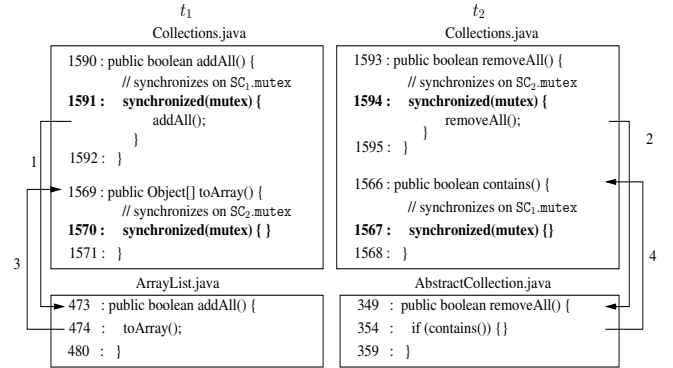 t1
Collections.java
1590 : public boolean addAll() {
// synchronizes on SC1.mutex
1591 : synchronized(mutex) {
addAll();
}
1592 : }
1569 : public Object[] toArray() {
// synchronizes on SC2.mutex
1570 : synchronized(mutex) { }
1571 : }
ArrayList.java
473 : public boolean addAll() {
474 : toArray();
480 : }
1
3
t2
Collections.java
1593 : public boolean removeAll() {
// synchronizes on SC2.mutex
1594 : synchronized(mutex) {
removeAll();
}
1595 : }
1566 : public boolean contains() {
// synchronizes on SC1.mutex
1567 : synchronized(mutex) {}
1568 : }
AbstractCollection.java
349 : public boolean removeAll() {
354 : if (contains()) {}
359 : }
2
4